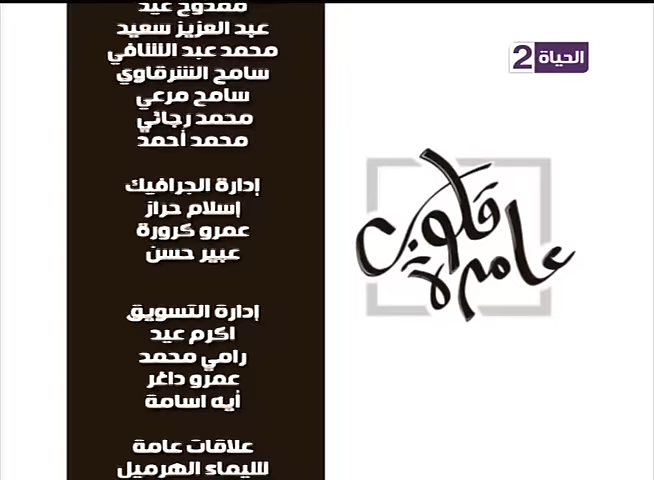 ممدوح عيد
عبد العزيز سعيد
محمد عبد الشافي
سامح الشرقاوي
سامح مرعي
محمد رجائي
محمد أحمد
إدارة الجرافيك
إسلام حراز
عمرو كرورة
عبير حسن
إدارة التسويق
اكرم عيد
رامي محمد
عمرو داغر
أيه اسامة
علاقات عامة
شيماء الهرميل
الحياة 2
قلوب
عامرة